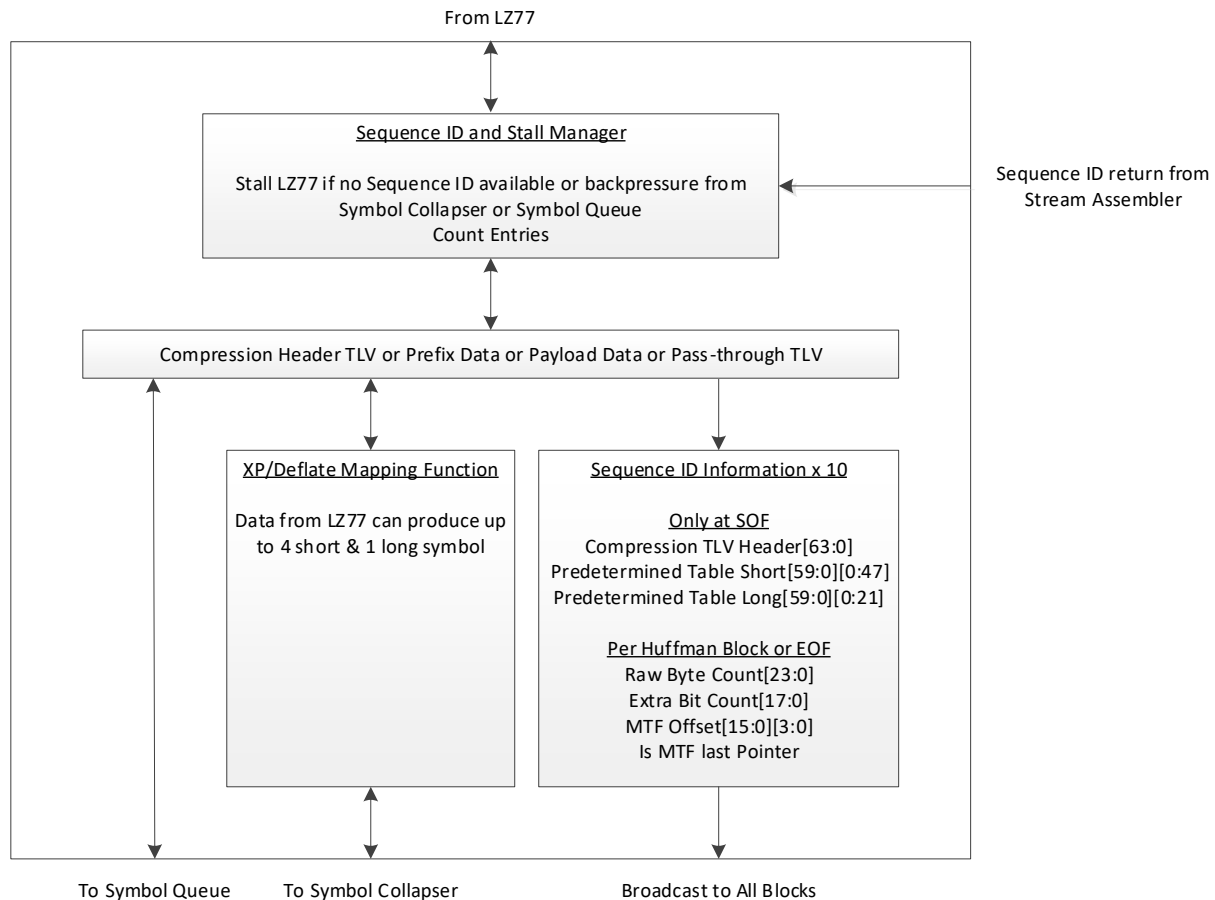 From LZ77
Sequence ID and Stall Manager
Stall LZ77 if no Sequence ID available or backpressure from
Symbol Collapser or Symbol Queue
Count Entries
Sequence ID return from
Stream Assembler
Compression Header TLV or Prefix Data or Payload Data or Pass-through TLV
XP/Deflate Mapping Function
Data from LZ77 can produce up
to 4 short & 1 long symbol
Sequence ID Information x 10
Only at SOF
Compression TLV Header[63:0]
Predetermined Table Short[59:0][0:47]
Predetermined Table Long[59:0][0:21]
Per Huffman Block or EOF
Raw Byte Count[23:0]
Extra Bit Count[17:0]
MTF Offset[15:0][3:0]
Is MTF last Pointer
To Symbol Queue
To Symbol Collapser
Broadcast to All Blocks